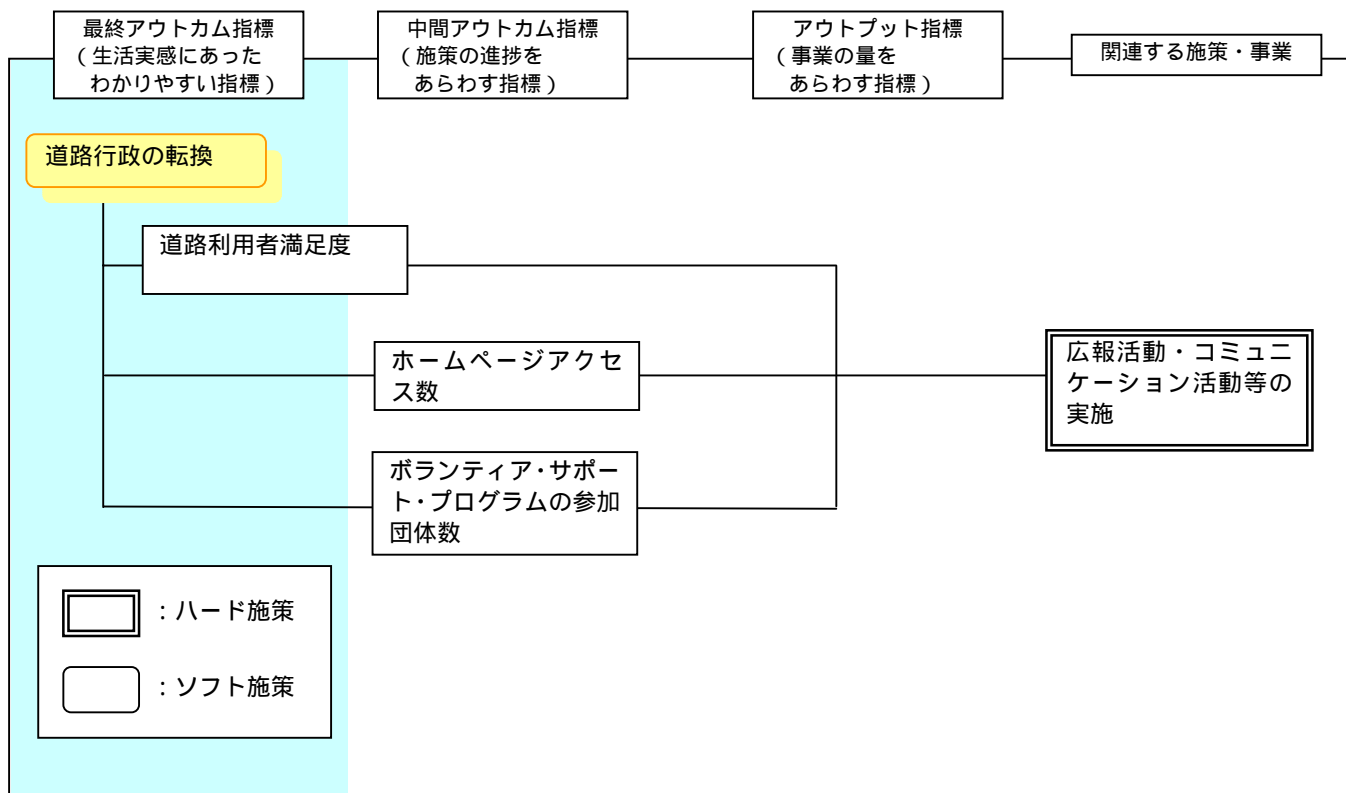 最終アウトカム指標
(生活実感にあった
わかりやすい指標)
中間アウトカム指標
(施策の進捗を
あらわす指標)
アウトプット指標
(事業の量を
あらわす指標)
関連する施策・事業
道路行政の転換
道路利用者満足度
ホームページアクセ
ス数
ボランティア・サポー
ト・プログラムの参加
団体数
広報活動・コミュニ
ケーション活動等の
実施
:ハード施策
:ソフト施策